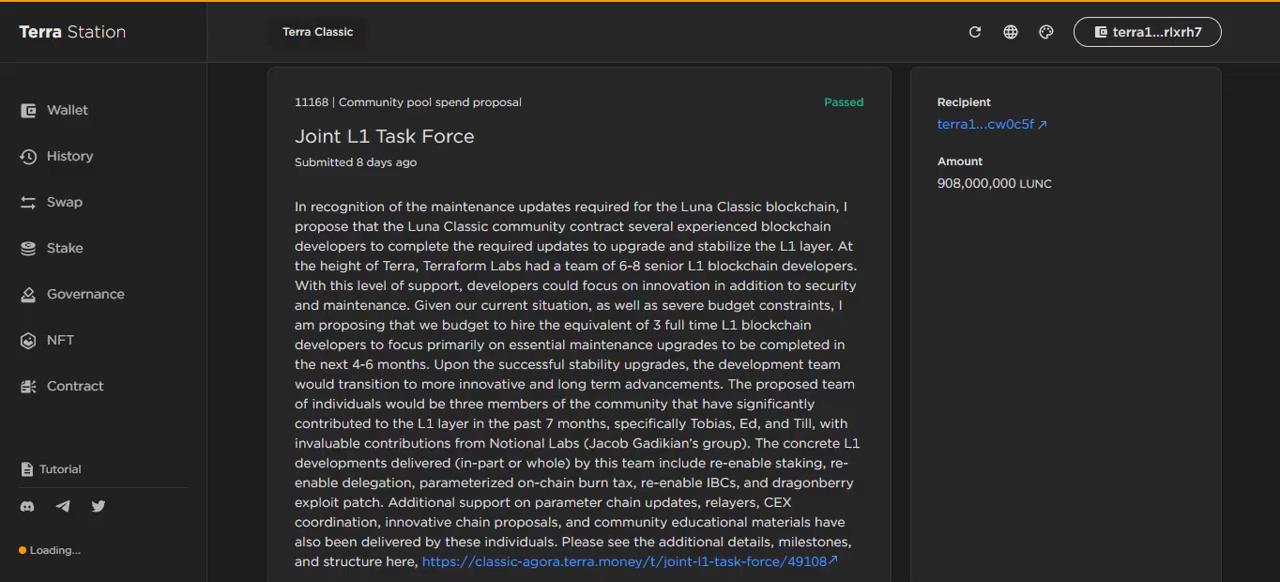 Terra Station
Terra Classic
terra1...rlxrh7
Wallet
History
Swap
Stake
Governance
NFT
Contract
Tutorial
Loading...
11168 | Community pool spend proposal
Passed
Joint L1 Task Force
Submitted 8 days ago
In recognition of the maintenance updates required for the Luna Classic blockchain, I
propose that the Luna Classic community contract several experienced blockchain
developers to complete the required updates to upgrade and stabilize the L1 layer. At
the height of Terra, Terraform Labs had a team of 6-8 senior L1 blockchain developers.
With this level of support, developers could focus on innovation in addition to security
and maintenance. Given our current situation, as well as severe budget constraints, I
am proposing that we budget to hire the equivalent of 3 full time L1 blockchain
developers to focus primarily on essential maintenance upgrades to be completed in
the next 4-6 months. Upon the successful stability upgrades, the development team
would transition to more innovative and long term advancements. The proposed team
of individuals would be three members of the community that have significantly
contributed to the L1 layer in the past 7 months, specifically Tobias, Ed, and Till, with
invaluable contributions from Notional Labs (Jacob Gadikian's group). The concrete L1
developments delivered (in-part or whole) by this team include re-enable staking, re-
enable delegation, parameterized on-chain burn tax, re-enable IBCs, and dragonberry
exploit patch. Additional support on parameter chain updates, relayers, CEX
coordination, innovative chain proposals, and community educational materials have
also been delivered by these individuals. Please see the additional details, milestones,
and structure here, https://classic-agora.terra.money/t/joint-l1-task-force/49108
Recipient
terra1...cw0c5f
Amount
908,000,000 LUNC